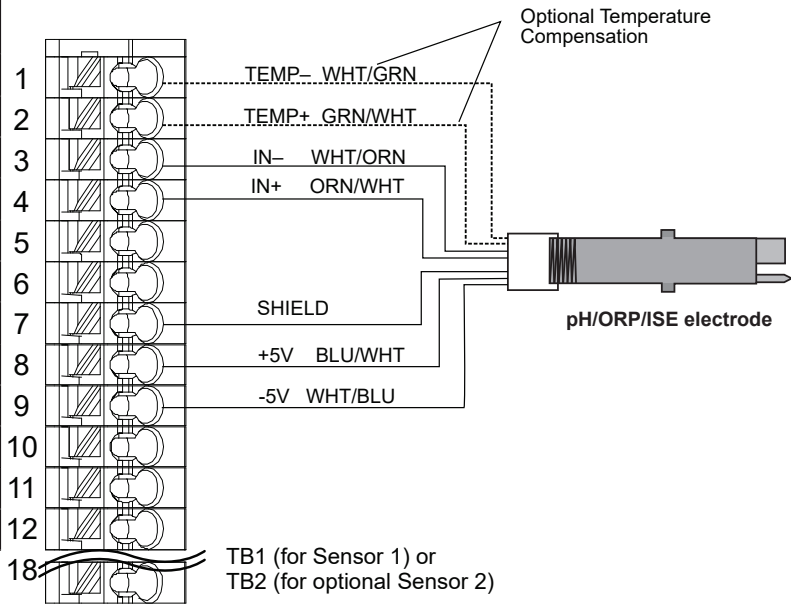 Optional Temperature
Compensation
1 TEMP– WHT/GRN
2 TEMP+ GRN/WHT
3 IN– WHT/ORN
4 IN+ ORN/WHT
5
6
7 SHIELD
8 +5V BLU/WHT
9 -5V WHT/BLU
10
11
12
18
pH/ORP/ISE electrode
TB1 (for Sensor 1) or
TB2 (for optional Sensor 2)